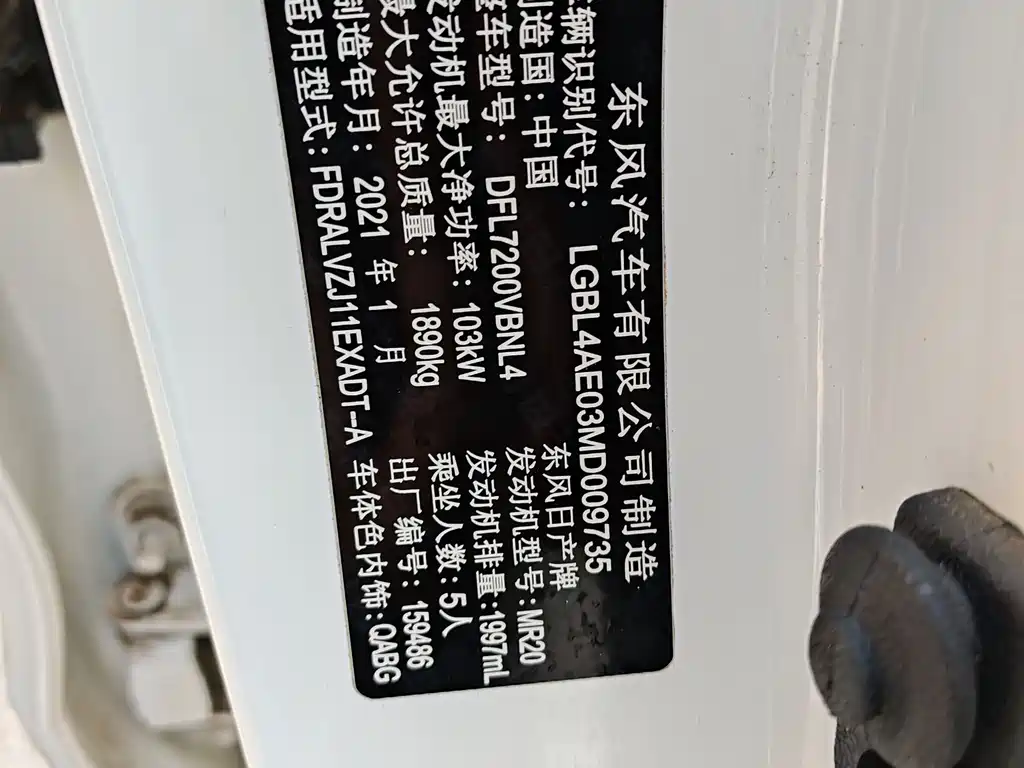 东风汽车有限公司制造
车辆识别代号: LGBL4AE03MD009735
制造国: 中国 东风日产牌
整车型号: DFL7200VBNL4 发动机型号: MR20
发动机最大净功率: 103kW 发动机排量: 1997mL
最大允许总质量: 1890kg 乘坐人数: 5人
制造年月: 2021 年 1 月 出厂编号: 159486
适用型式: FDRALVZJ11EXADT--A 车体色内饰: QABG